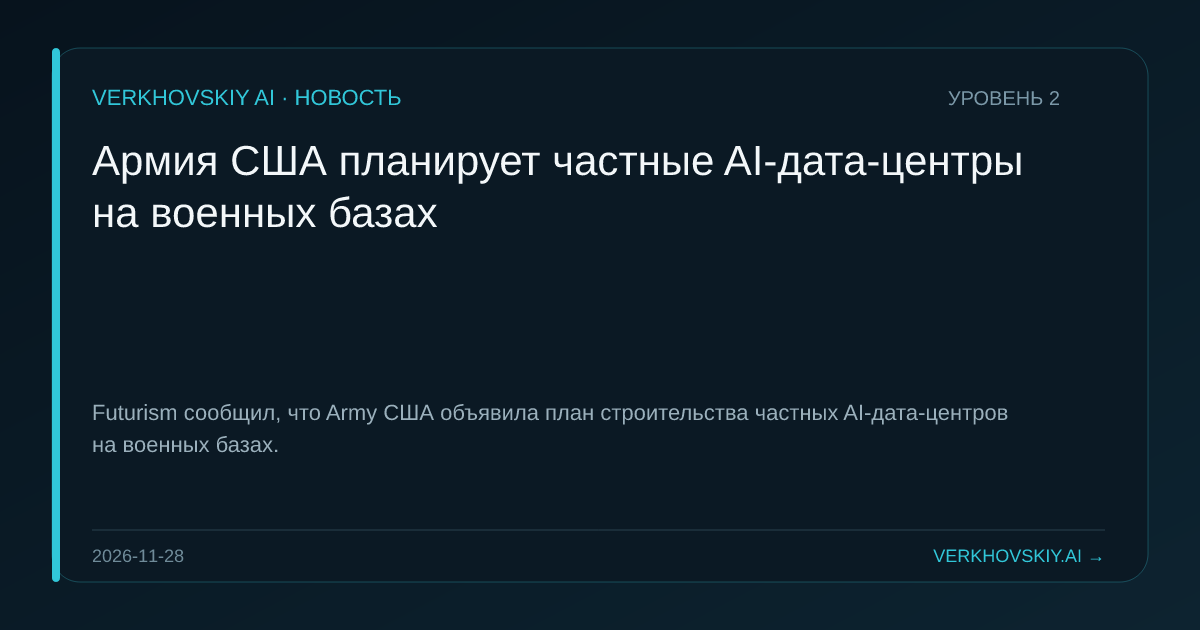 VERKHOVSKIY AI · НОВОСТЬ
УРОВЕНЬ 2
Армия США планирует частные AI-дата-центры
на военных базах
Futurism сообщил, что Army США объявила план строительства частных AI-дата-центров
на военных базах.
2026-11-28
VERKHOVSKIY.AI →